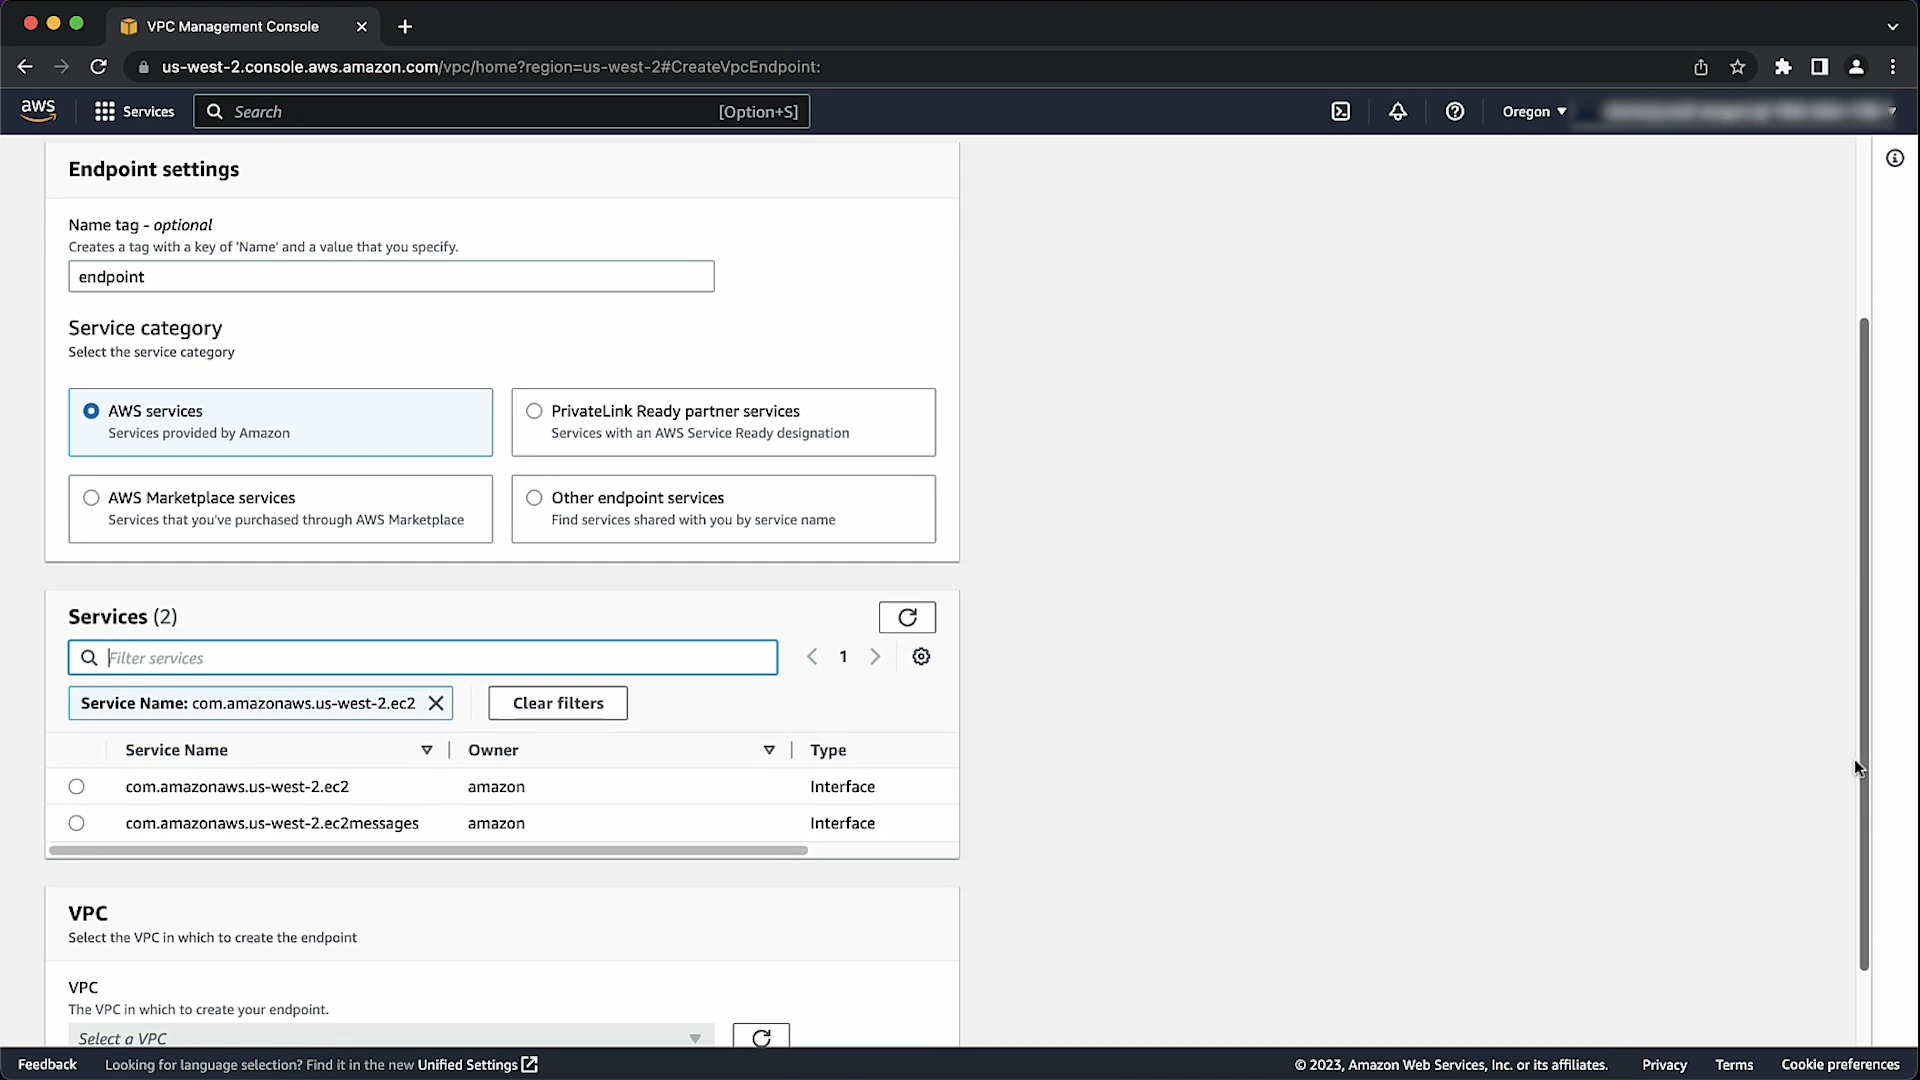 VPC Management Console
us-west-2.console.aws.amazon.com/vpc/home?region=us-west-2#CreateVpcEndpoint:
aws
Services
Search
[Option+S]
Oregon
Endpoint settings
Name tag - optional
Creates a tag with a key of 'Name' and a value that you specify.
endpoint
Service category
Select the service category
AWS services
Services provided by Amazon
PrivateLink Ready partner services
Services with an AWS Service Ready designation
AWS Marketplace services
Services that you've purchased through AWS Marketplace
Other endpoint services
Find services shared with you by service name
Services (2)
Filter services
1
Service Name: com.amazonaws.us-west-2.ec2
Clear filters
Service Name
Owner
Type
com.amazonaws.us-west-2.ec2
amazon
Interface
com.amazonaws.us-west-2.ec2messages
amazon
Interface
VPC
Select the VPC in which to create the endpoint
VPC
The VPC in which to create your endpoint.
Select a VPC
Feedback
Looking for language selection? Find it in the new Unified Settings
© 2023, Amazon Web Services, Inc. or its affiliates.
Privacy
Terms
Cookie preferences